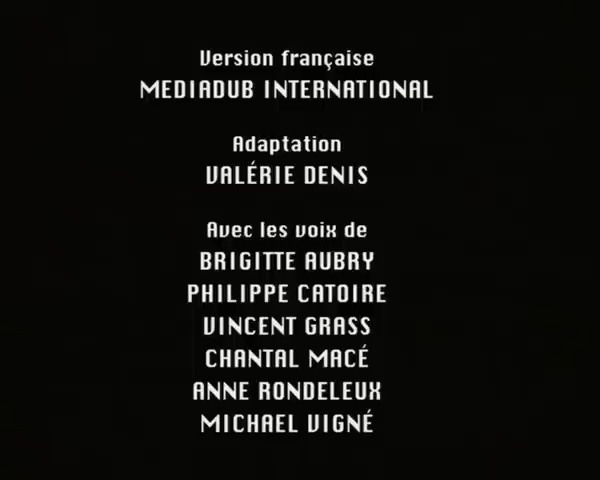 Version française
MEDIADUB INTERNATIONAL
Adaptation
VALÉRIE DENIS
Avec les voix de
BRIGITTE AUBRY
PHILIPPE CATOIRE
VINCENT GRASS
CHANTAL MACÉ
ANNE RONDELEUX
MICHAEL VIGNÉ